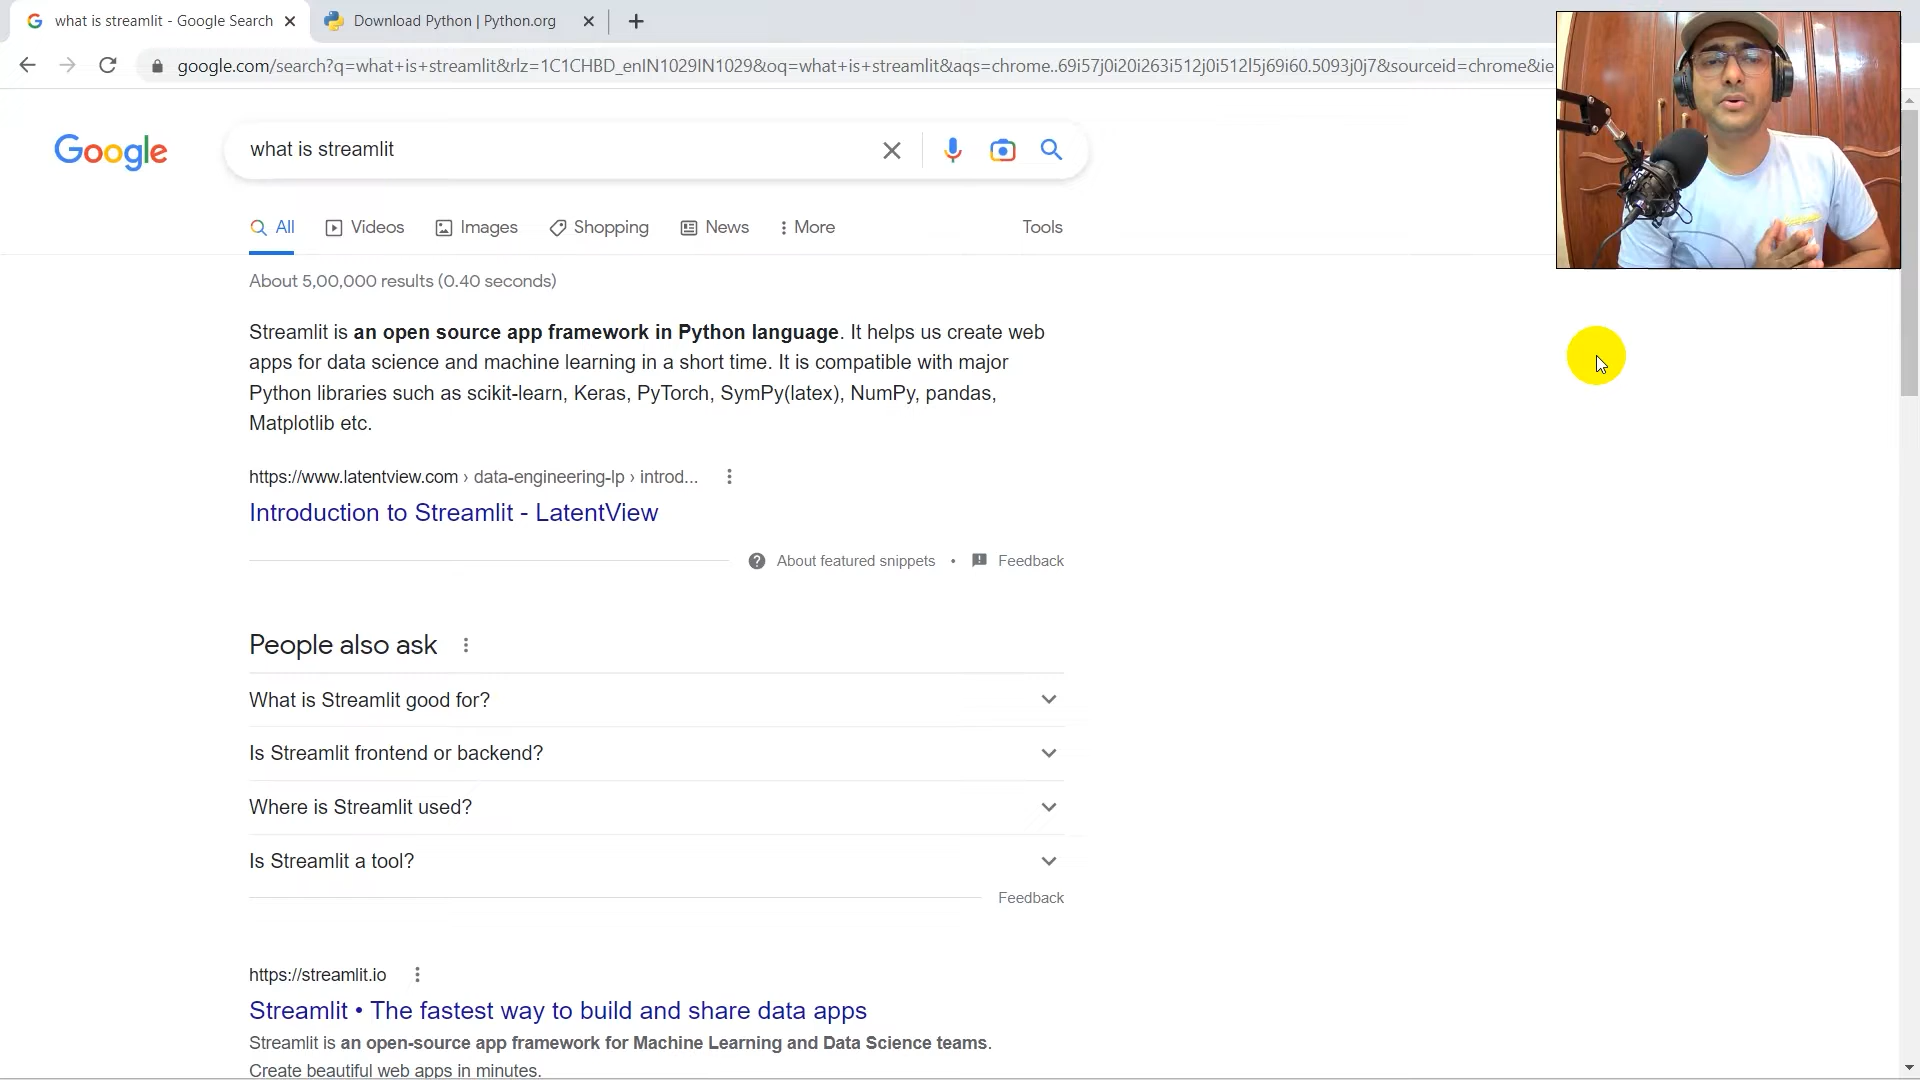 what is streamlit - Google Search
Download Python | Python.org
google.com/search?q=what+is+streamlit&rlz=1C1CHBD_enIN1029IN1029&oq=what+is+streamlit&aqs=chrome..69i57j0i20i263i512j0i512l5j69i60.5093j0j7&sourceid=chrome&ie
Google
what is streamlit
All
Videos
Images
Shopping
News
More
Tools
About 5,00,000 results (0.40 seconds)
Streamlit is an open source app framework in Python language. It helps us create web
apps for data science and machine learning in a short time. It is compatible with major
Python libraries such as scikit-learn, Keras, PyTorch, SymPy(latex), NumPy, pandas,
Matplotlib etc.
https://www.latentview.com › data-engineering-lp › introd...
Introduction to Streamlit - LatentView
About featured snippets • Feedback
People also ask
What is Streamlit good for?
Is Streamlit frontend or backend?
Where is Streamlit used?
Is Streamlit a tool?
Feedback
https://streamlit.io
Streamlit • The fastest way to build and share data apps
Streamlit is an open-source app framework for Machine Learning and Data Science teams.
Create beautiful web apps in minutes.